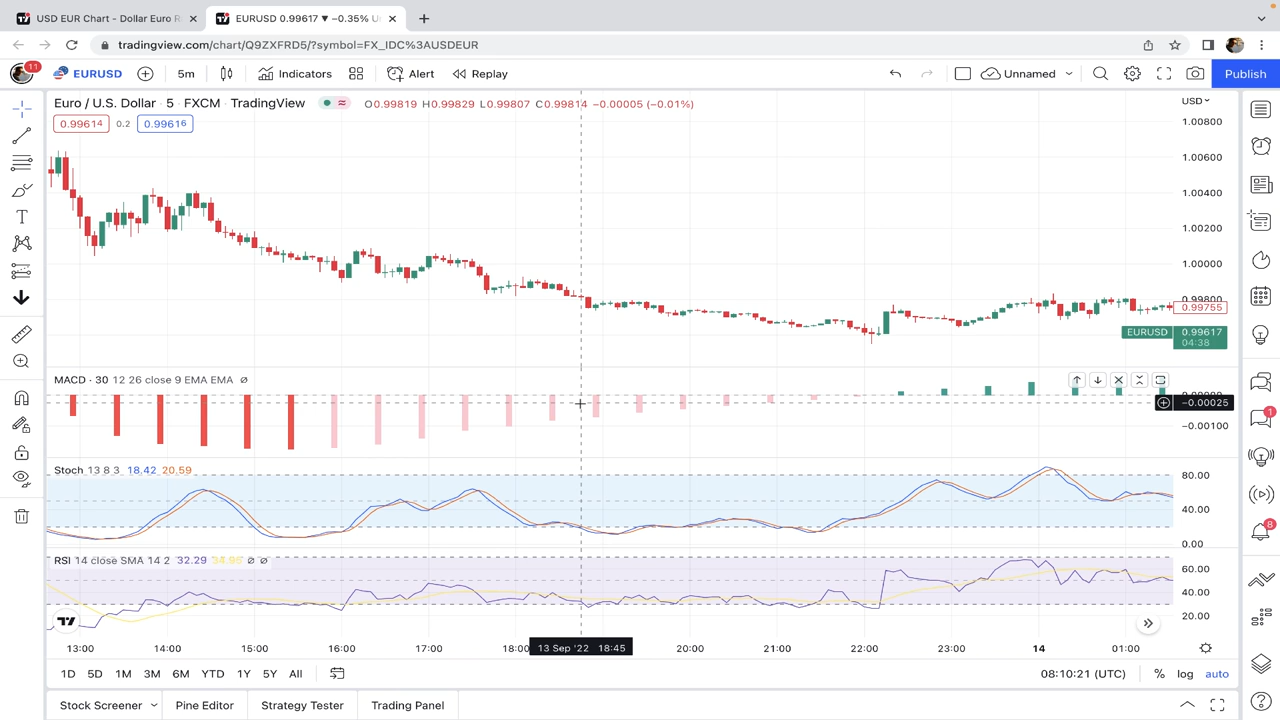 USD EUR Chart – Dollar Euro R
EURUSD 0.99617 ▼ −0.35% U
tradingview.com/chart/Q9ZXFRD5/?symbol=FX_IDC%3AUSDEUR
11
EURUSD
5m
Indicators
Alert
Replay
Unnamed
Publish
Euro / U.S. Dollar · 5 · FXCM · TradingView
O0.99819 H0.99829 L0.99807 C0.99814 −0.00005 (−0.01%)
USD
0.99614
0.2
0.99616
1.00800
1.00600
1.00400
1.00200
1.00000
0.99800
0.99755
EURUSD
0.99617
04:38
MACD · 30 12 26 close 9 EMA EMA
−0.00025
−0.00100
Stoch 13 8 3 18.42 20.59
80.00
40.00
0.00
RSI 14 close SMA 14 2 32.29 34.95
60.00
40.00
20.00
1
8
13:00
14:00
15:00
16:00
17:00
18:00
13 Sep '22 18:45
20:00
21:00
22:00
23:00
14
01:00
1D 5D 1M 3M 6M YTD 1Y 5Y All
08:10:21 (UTC)
%
log
auto
Stock Screener
Pine Editor
Strategy Tester
Trading Panel